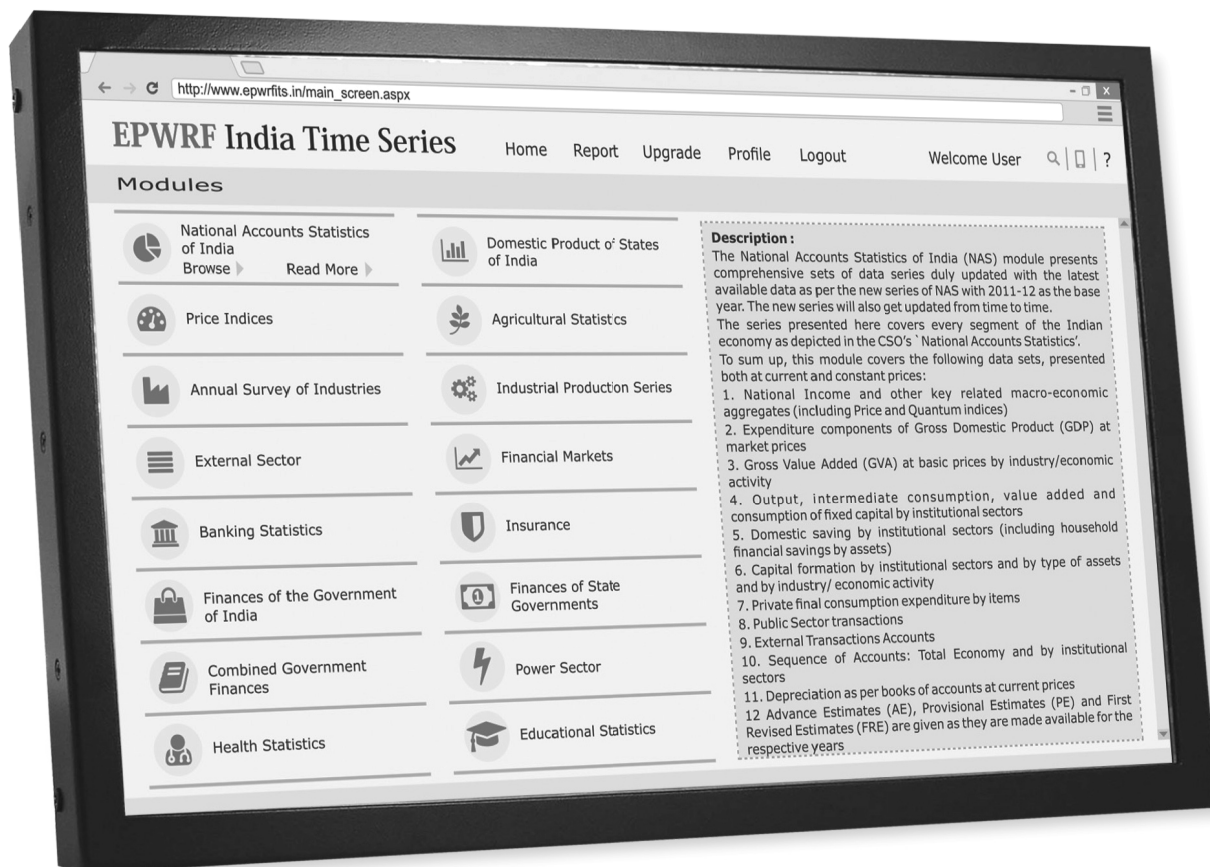 http://www.epwrfits.in/main_screen.aspx
EPWRF India Time Series
Home Report Upgrade Profile Logout Welcome User ?
Modules
National Accounts Statistics
of India
Browse Read More
Domestic Product of States
of India
Price Indices
Agricultural Statistics
Annual Survey of Industries
Industrial Production Series
External Sector
Financial Markets
Banking Statistics
Insurance
Finances of the Government
of India
Finances of State
Governments
Combined Government
Finances
Power Sector
Health Statistics
Educational Statistics
Description :
The National Accounts Statistics of India (NAS) module presents
comprehensive sets of data series duly updated with the latest
available data as per the new series of NAS with 2011-12 as the base
year. The new series will also get updated from time to time.
The series presented here covers every segment of the Indian
economy as depicted in the CSO's `National Accounts Statistics'.
To sum up, this module covers the following data sets, presented
both at current and constant prices:
1. National Income and other key related macro-economic
aggregates (including Price and Quantum indices)
2. Expenditure components of Gross Domestic Product (GDP) at
market prices
3. Gross Value Added (GVA) at basic prices by industry/economic
activity
4. Output, intermediate consumption, value added and
consumption of fixed capital by institutional sectors
5. Domestic saving by institutional sectors (including household
financial savings by assets)
6. Capital formation by institutional sectors and by type of assets
and by industry/ economic activity
7. Private final consumption expenditure by items
8. Public Sector transactions
9. External Transactions Accounts
10. Sequence of Accounts: Total Economy and by institutional
sectors
11. Depreciation as per books of accounts at current prices
12 Advance Estimates (AE), Provisional Estimates (PE) and First
Revised Estimates (FRE) are given as they are made available for the
respective years